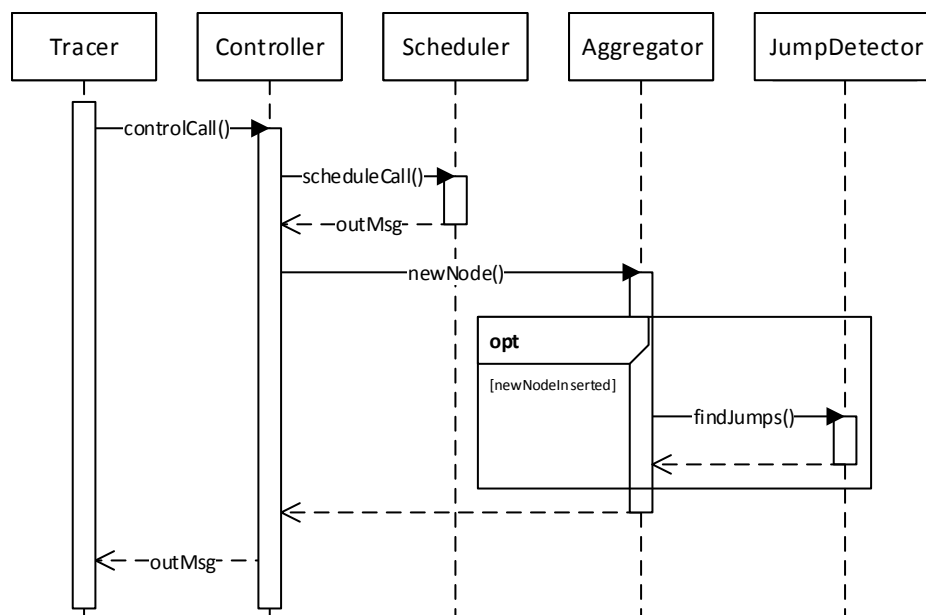 Tracer
Controller
Scheduler
Aggregator
JumpDetector
controlCall()
scheduleCall()
outMsg
newNode()
opt
[newNodeInserted]
findJumps()
outMsg